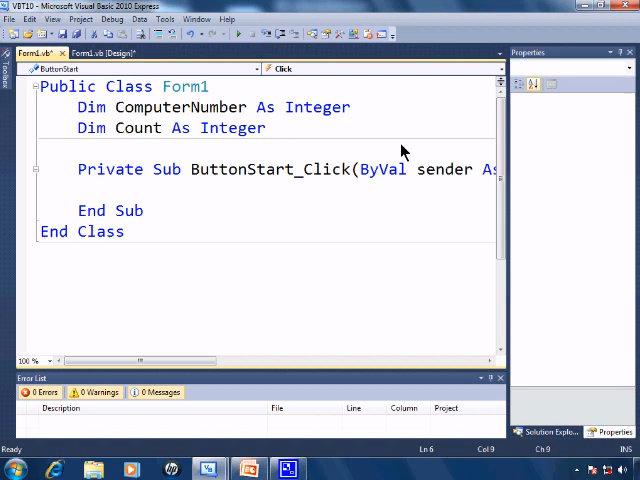 VBT10 - Microsoft Visual Basic 2010 Express
File Edit View Project Debug Data Tools Window Help
Form1.vb* Form1.vb [Design]*
Toolbox
ButtonStart Click
Public Class Form1
Dim ComputerNumber As Integer
Dim Count As Integer
Private Sub ButtonStart_Click(ByVal sender As
End Sub
End Class
100 %
Error List
0 Errors 0 Warnings 0 Messages
Description File Line Column Project
Properties
Solution Explo... Properties
Ready Ln 6 Col 9 Ch 9 INS